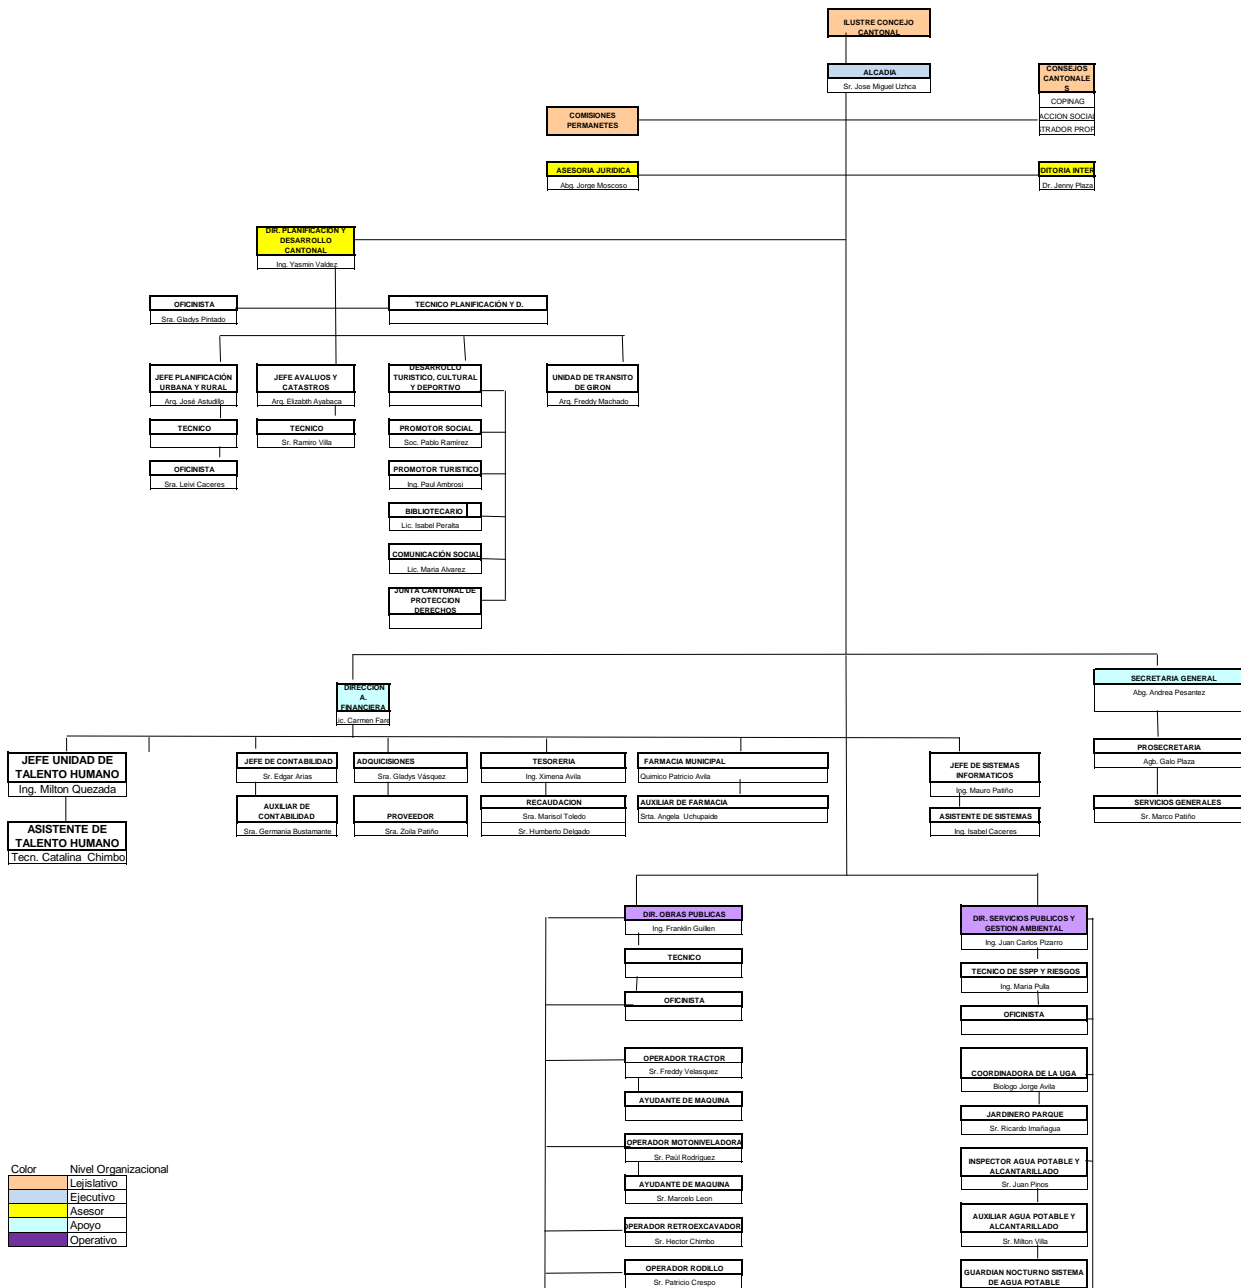 ILUSTRE CONCEJO
CANTONAL
ALCADIA
Sr. Jose Miguel Uzhca
CONSEJOS
CANTONALE
S
COPINAG
ACCION SOCIAL
TRADOR PROP
COMISIONES
PERMANETES
ASESORIA JURIDICA
Abg. Jorge Moscoso
DITORIA INTER
Dr. Jenny Plaza
DIR. PLANIFICACION Y
DESARROLLO
CANTONAL
Ing. Yasmin Valdez
OFICINISTA
Sra. Gladys Pintado
TECNICO PLANIFICACIÓN Y D.
JEFE PLANIFICACIÓN
URBANA Y RURAL
Arq. José Astudillo
TECNICO
OFICINISTA
Sra. Leivi Caceres
JEFE AVALUOS Y
CATASTROS
Arq. Elizabth Ayabaca
TECNICO
Sr. Ramiro Villa
DESARROLLO
TURISTICO, CULTURAL
Y DEPORTIVO
PROMOTOR SOCIAL
Soc. Pablo Ramírez
PROMOTOR TURISTICO
Ing. Paul Ambrosi
BIBLIOTECARIO
Lic. Isabel Peralta
COMUNICACIÓN SOCIAL
Lic. Maria Alvarez
JUNTA CANTONAL DE
PROTECCION
DERECHOS
UNIDAD DE TRANSITO
DE GIRON
Arq. Freddy Machado
DIRECCION
A.
FINANCIERA
ic. Carmen Fare
SECRETARIA GENERAL
Abg. Andrea Pesantez
PROSECRETARIA
Agb. Galo Plaza
SERVICIOS GENERALES
Sr. Marco Patiño
JEFE UNIDAD DE
TALENTO HUMANO
Ing. Milton Quezada
ASISTENTE DE
TALENTO HUMANO
Tecn. Catalina Chimbo
JEFE DE CONTABILIDAD
Sr. Edgar Arias
AUXILIAR DE
CONTABILIDAD
Sra. Germania Bustamante
ADQUICISIONES
Sra. Gladys Vásquez
PROVEEDOR
Sra. Zoila Patiño
TESORERIA
Ing. Ximena Avila
RECAUDACION
Sra. Marisol Toledo
Sr. Humberto Delgado
FARMACIA MUNICIPAL
Quimico Patricio Avila
AUXILIAR DE FARMACIA
Srta. Angela Uchupaide
JEFE DE SISTEMAS
INFORMATICOS
Ing. Mauro Patiño
ASISTENTE DE SISTEMAS
Ing. Isabel Caceres
DIR. OBRAS PUBLICAS
Ing. Franklin Guillen
TECNICO
OFICINISTA
OPERADOR TRACTOR
Sr. Freddy Velasquez
AYUDANTE DE MAQUINA
OPERADOR MOTONIVELADORA
Sr. Paúl Rodríguez
AYUDANTE DE MAQUINA
Sr. Marcelo Leon
OPERADOR RETROEXCAVADOR
Sr. Hector Chimbo
OPERADOR RODILLO
Sr. Patricio Crespo
DIR. SERVICIOS PUBLICOS Y
GESTION AMBIENTAL
Ing. Juan Carlos Pizarro
TECNICO DE SSPP Y RIESGOS
Ing. Maria Pulla
OFICINISTA
COORDINADORA DE LA UGA
Biologo Jorge Avila
JARDINERO PARQUE
Sr. Ricardo Imañagua
INSPECTOR AGUA POTABLE Y
ALCANTARILLADO
Sr. Juan Pinos
AUXILIAR AGUA POTABLE Y
ALCANTARILLADO
Sr. Milton Villa
GUARDIAN NOCTURNO SISTEMA
DE AGUA POTABLE
Color Nivel Organizacional
Lejislativo
Ejecutivo
Asesor
Apoyo
Operativo